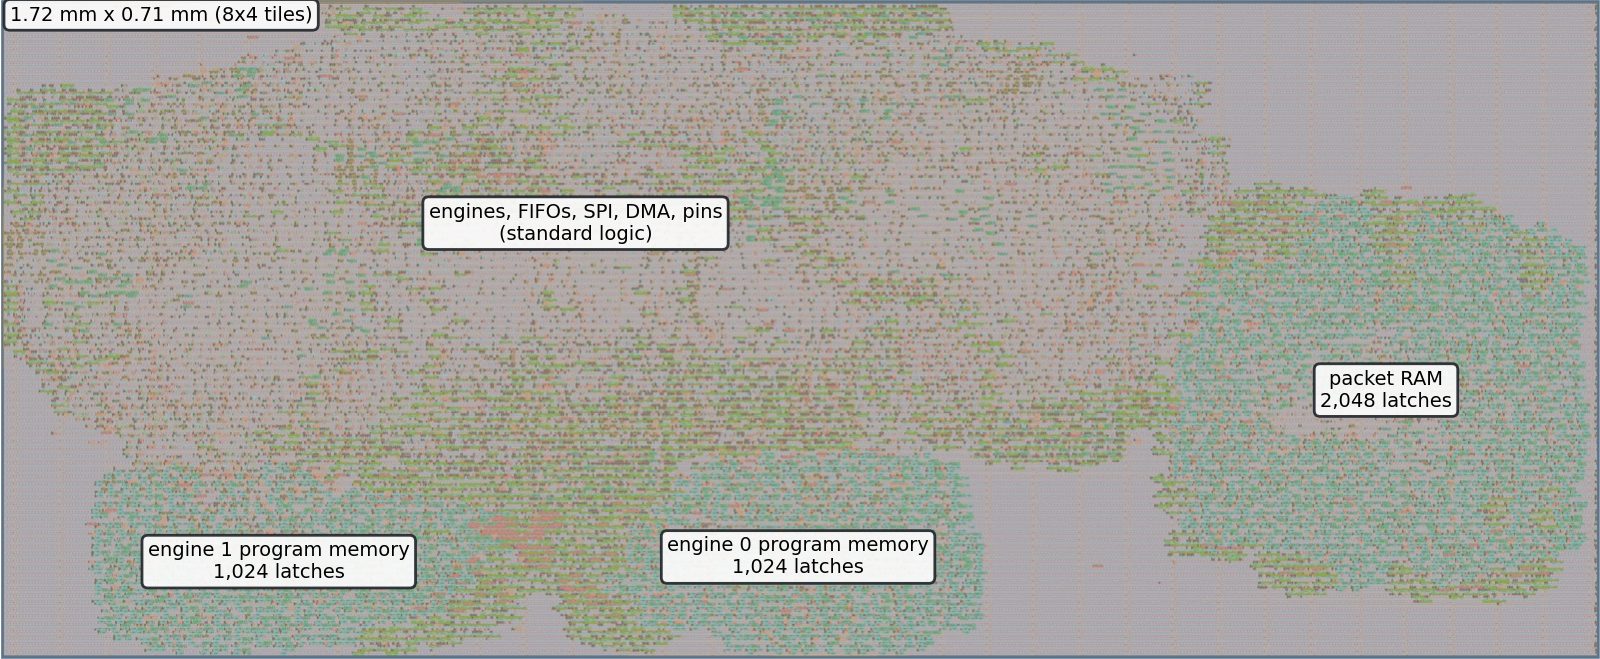 1.72 mm x 0.71 mm (8x4 tiles)
engines, FIFOs, SPI, DMA, pins
(standard logic)
packet RAM
2,048 latches
engine 1 program memory
1,024 latches
engine 0 program memory
1,024 latches